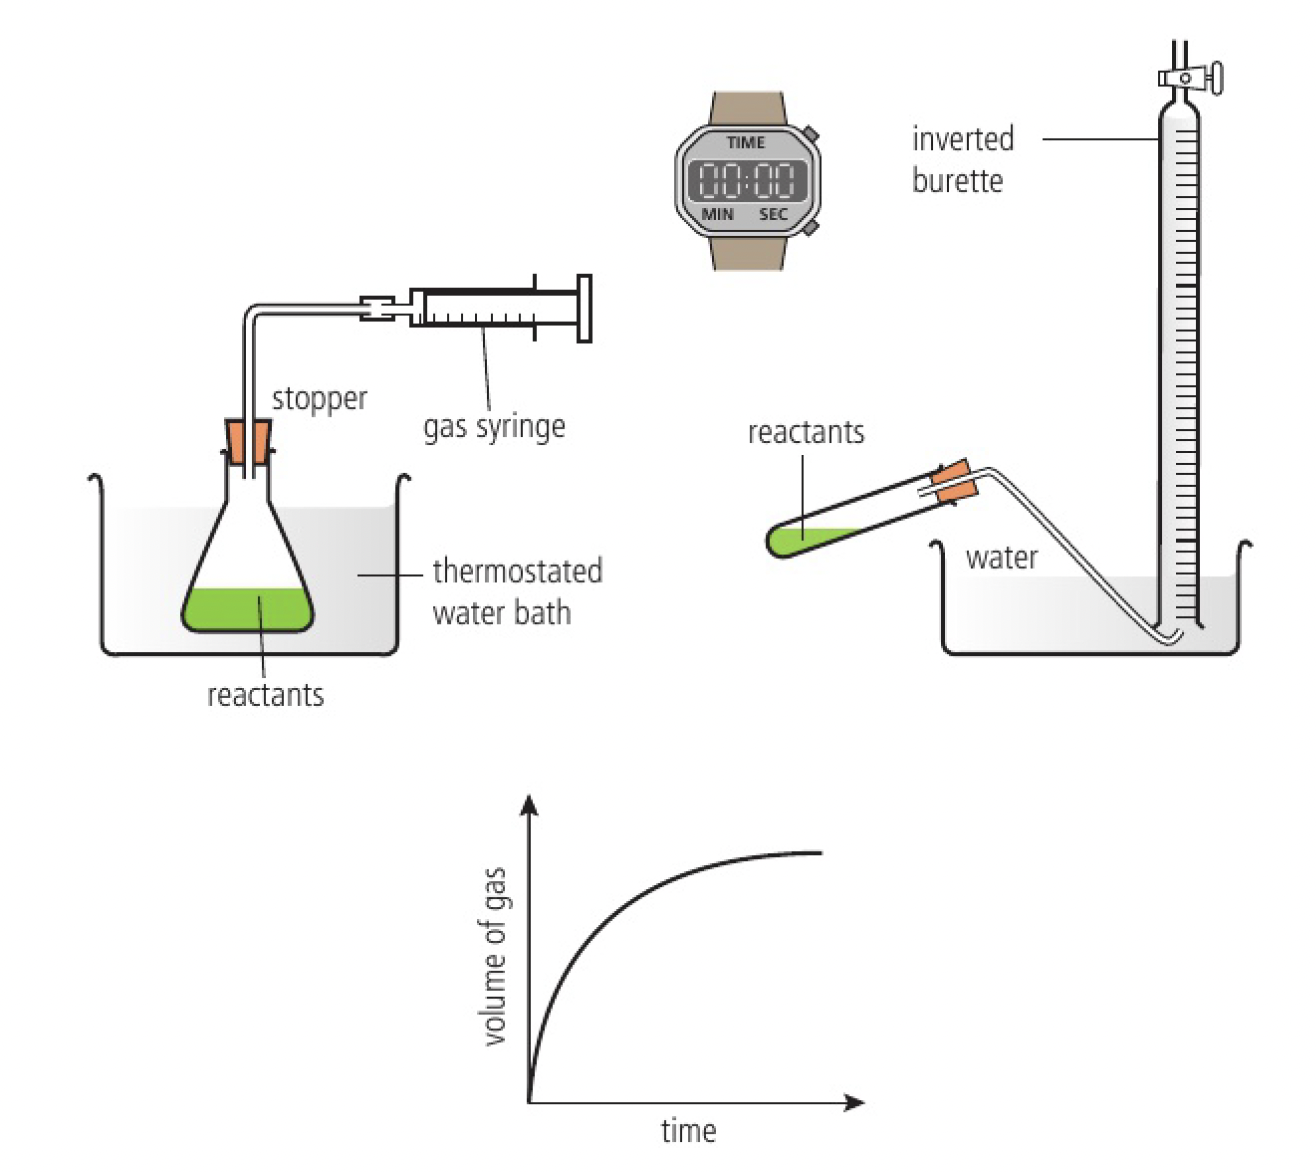 TIME
00:00
MIN SEC
inverted
burette
stopper
gas syringe
reactants
thermostated
water bath
reactants
water
volume of gas
time